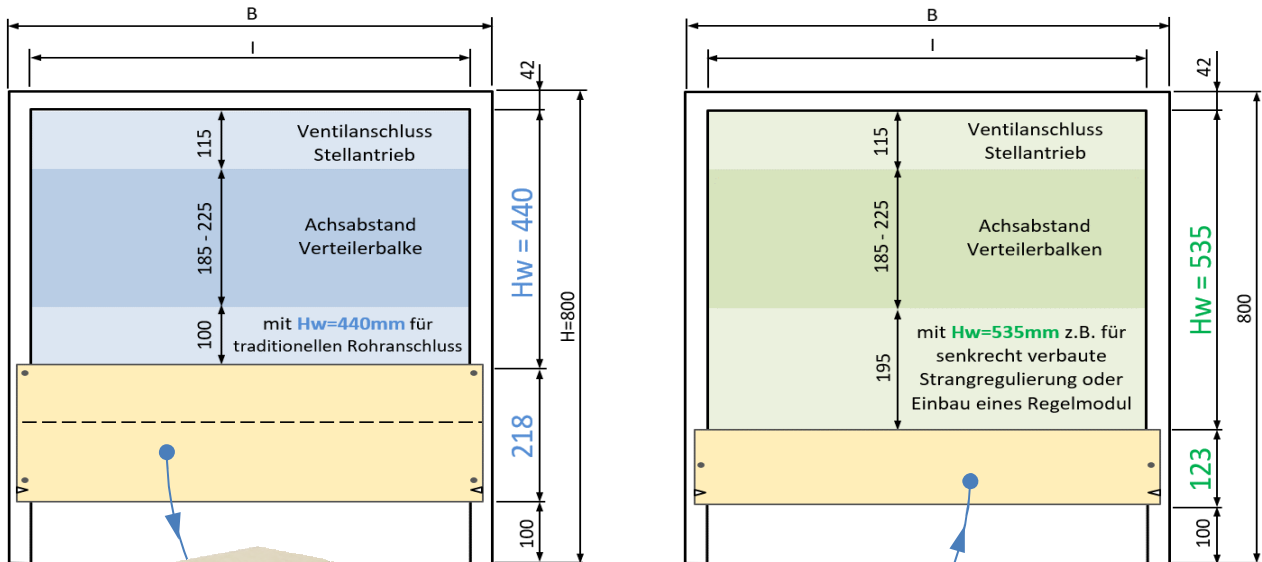 B
I
42
115
Ventilanschluss
Stellantrieb
185 - 225
Achsabstand
Verteilerbalke
100
mit Hw=440mm für
traditionellen Rohranschluss
Hw = 440
H=800
218
100
B
I
42
115
Ventilanschluss
Stellantrieb
185 - 225
Achsabstand
Verteilerbalken
195
mit Hw=535mm z.B. für
senkrecht verbaute
Strangregulierung oder
Einbau eines Regelmodul
Hw = 535
800
123
100